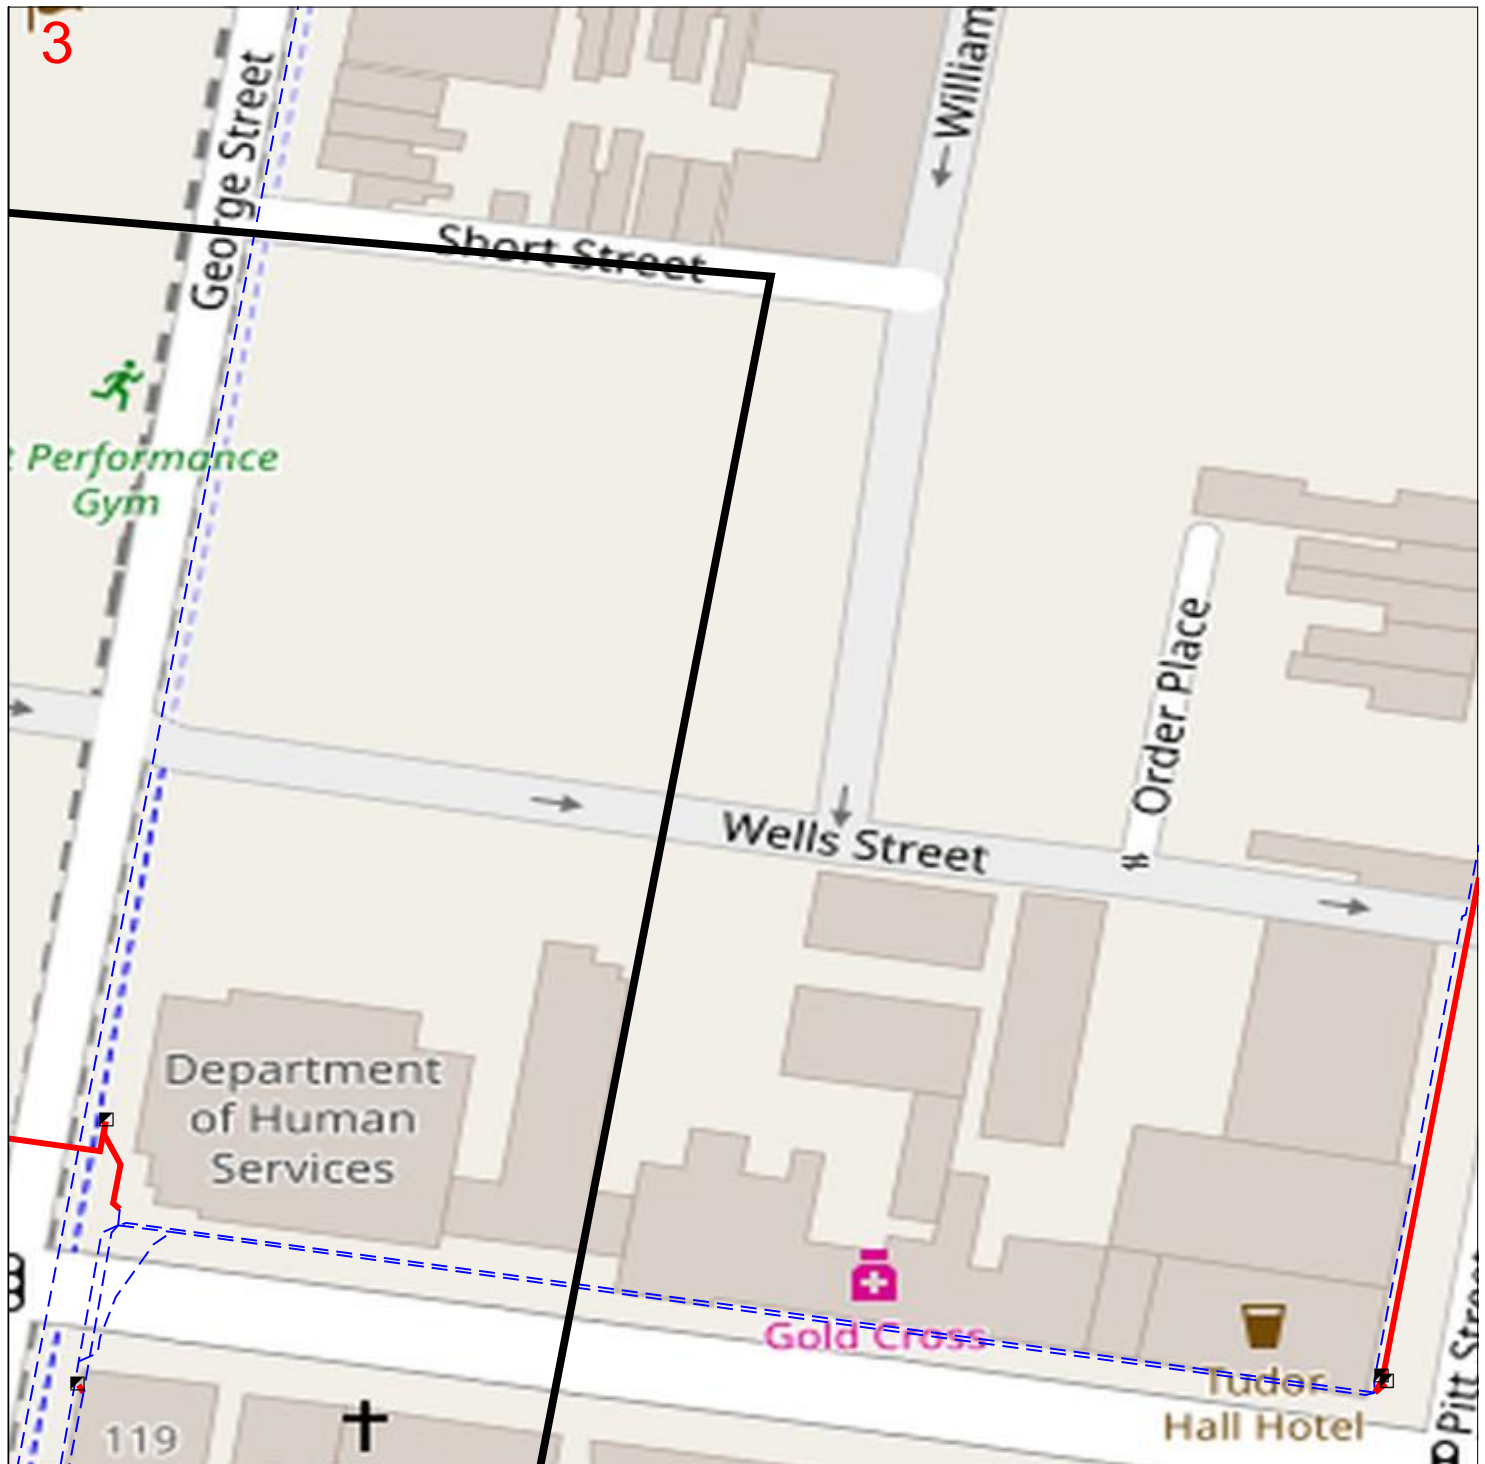 3
George Street
William
Short Street
t Performance
Gym
Order Place
Wells Street
Department
of Human
Services
Gold Cross
Tudor
Hall Hotel
Pitt Street
119